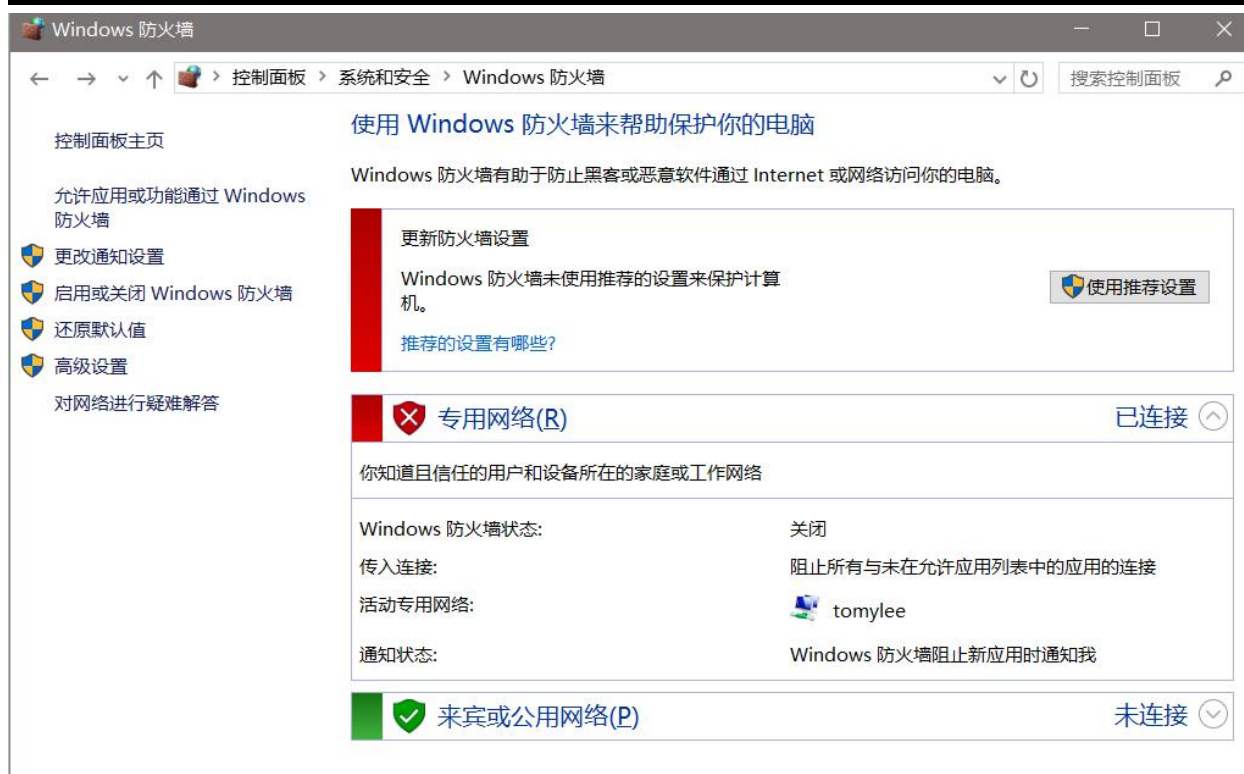 Windows 防火墙
控制面板 › 系统和安全 › Windows 防火墙
搜索控制面板
控制面板主页
允许应用或功能通过 Windows
防火墙
更改通知设置
启用或关闭 Windows 防火墙
还原默认值
高级设置
对网络进行疑难解答
使用 Windows 防火墙来帮助保护你的电脑
Windows 防火墙有助于防止黑客或恶意软件通过 Internet 或网络访问你的电脑。
更新防火墙设置
Windows 防火墙未使用推荐的设置来保护计算
机。
使用推荐设置
推荐的设置有哪些?
专用网络(R) 已连接
你知道且信任的用户和设备所在的家庭或工作网络
Windows 防火墙状态: 关闭
传入连接: 阻止所有与未在允许应用列表中的应用的连接
活动专用网络: tomylee
通知状态: Windows 防火墙阻止新应用时通知我
来宾或公用网络(P) 未连接